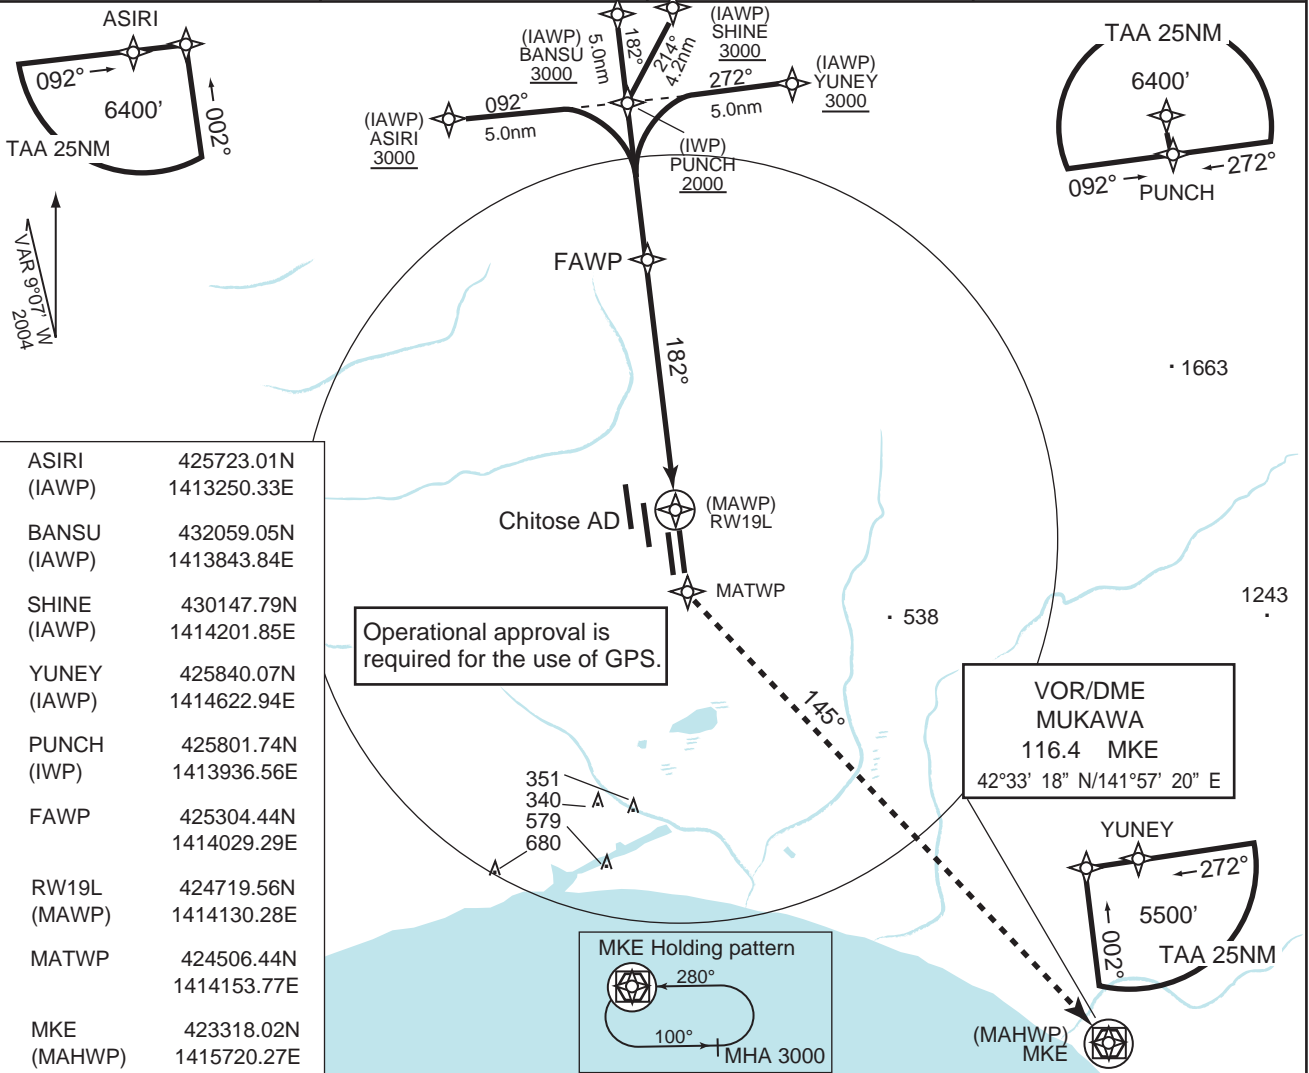 ASIRI
092°
6400'
002°
TAA 25NM
VAR 9°07' W
2004
(IAWP)
BANSU
3000
5.0nm
182°
214°
4.2nm
(IAWP)
SHINE
3000
(IAWP)
YUNEY
3000
272°
5.0nm
092°
5.0nm
(IAWP)
ASIRI
3000
(IWP)
PUNCH
2000
TAA 25NM
6400'
092°
272°
PUNCH
FAWP
182°
1663
Chitose AD
(MAWP)
RW19L
MATWP
538
1243
145°
Operational approval is
required for the use of GPS.
VOR/DME
MUKAWA
116.4 MKE
42°33' 18" N/141°57' 20" E
351
340
579
680
YUNEY
272°
5500'
002°
TAA 25NM
MKE Holding pattern
280°
100°
MHA 3000
(MAHWP)
MKE
ASIRI 425723.01N
(IAWP) 1413250.33E
BANSU 432059.05N
(IAWP) 1413843.84E
SHINE 430147.79N
(IAWP) 1414201.85E
YUNEY 425840.07N
(IAWP) 1414622.94E
PUNCH 425801.74N
(IWP) 1413936.56E
FAWP 425304.44N
1414029.29E
RW19L 424719.56N
(MAWP) 1414130.28E
MATWP 424506.44N
1414153.77E
MKE 423318.02N
(MAHWP) 1415720.27E